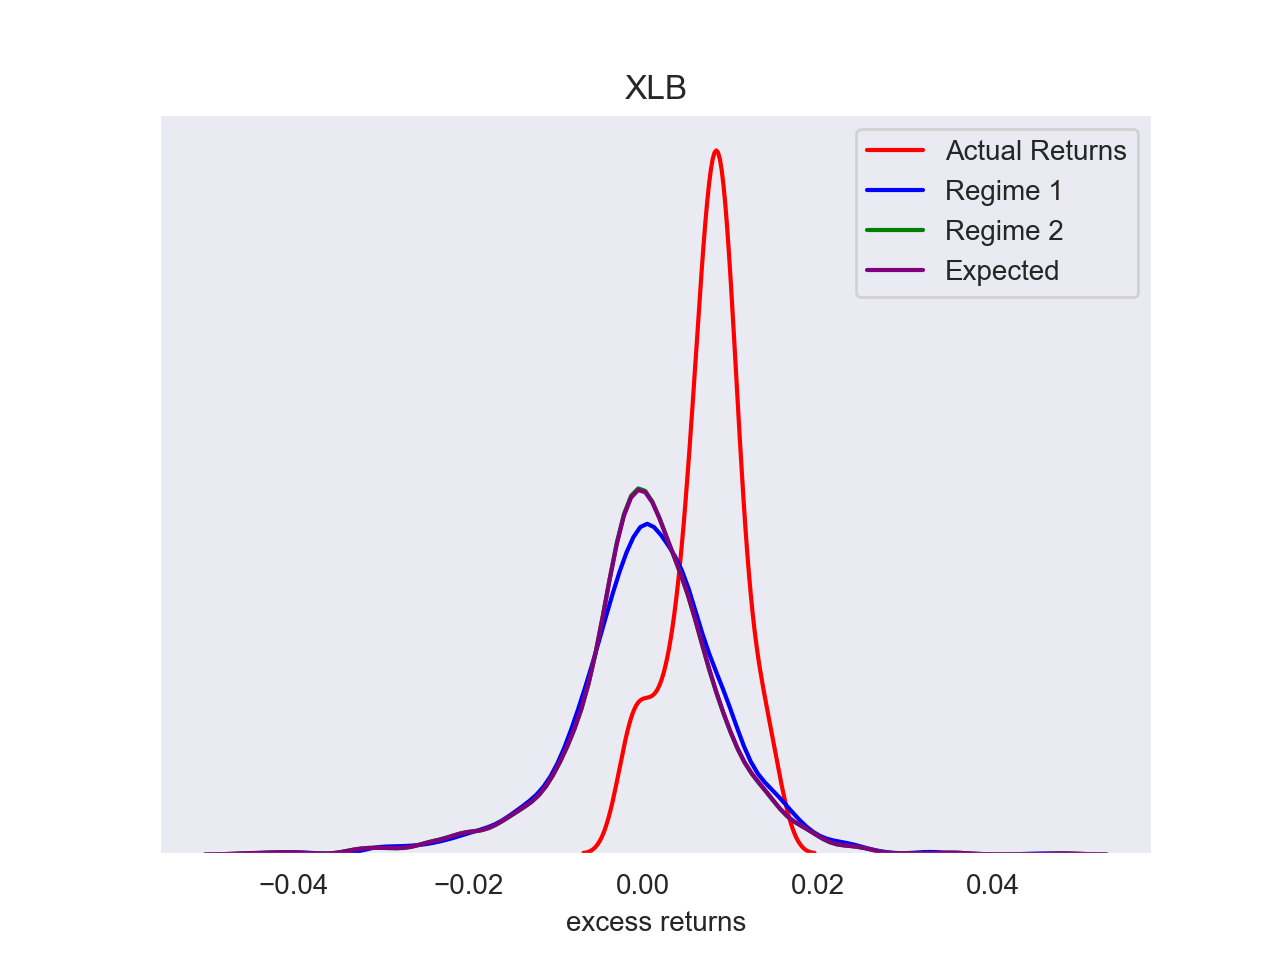 XLB
Actual Returns
Regime 1
Regime 2
Expected
−0.04 −0.02 0.00 0.02 0.04
excess returns